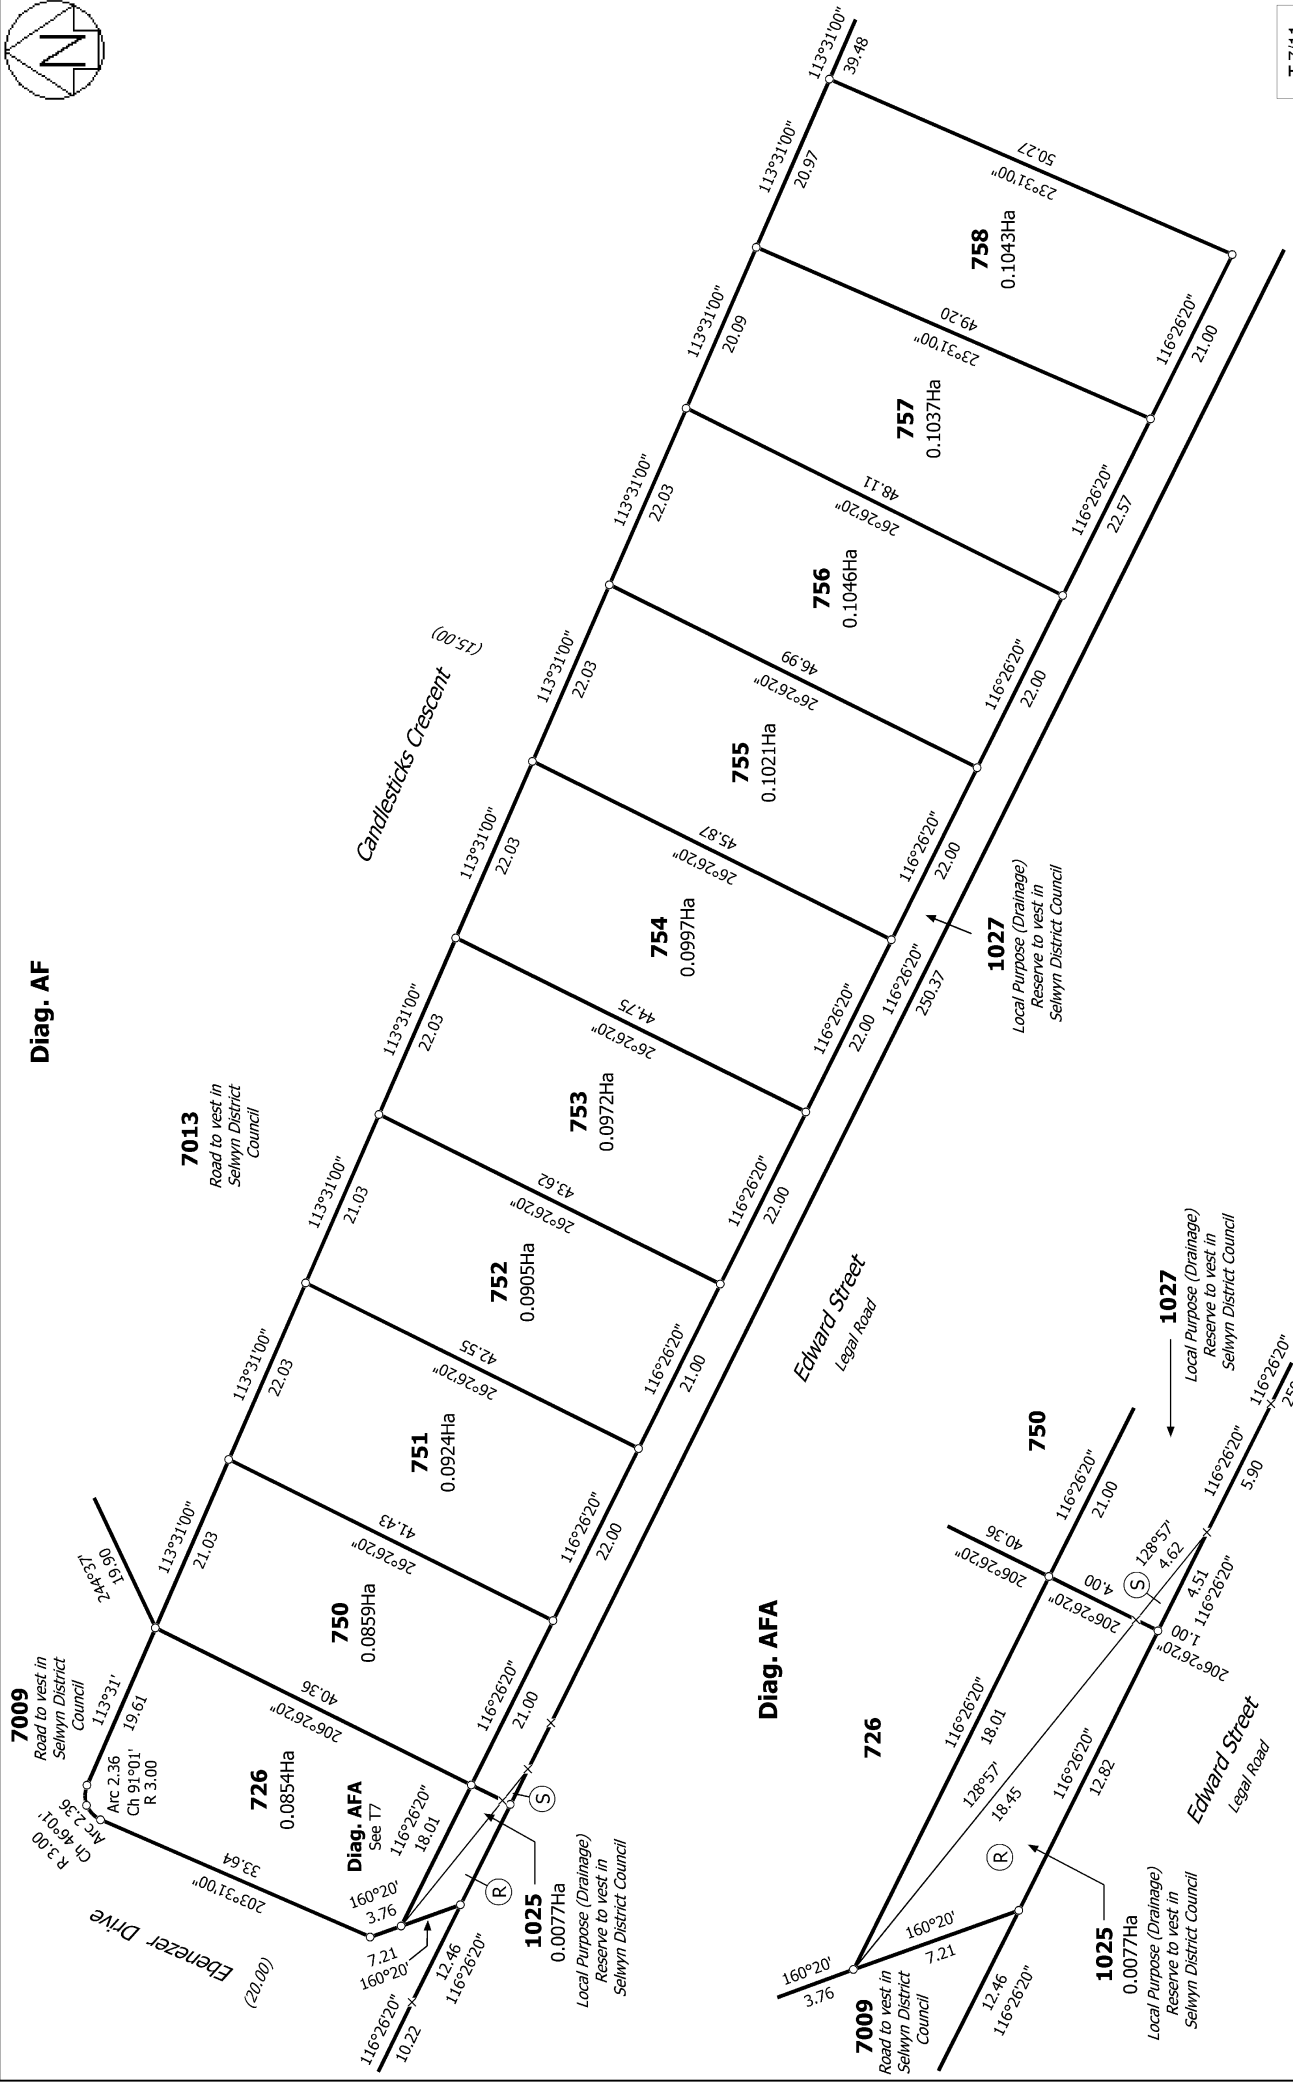 N
Diag. AF
7009
Road to vest in
Selwyn District
Council
7013
Road to vest in
Selwyn District
Council
Candlesticks Crescent
(15.00)
Ebenezer Drive
(20.00)
R 3.00
Ch 46°01'
Arc 2.36
Arc 2.36
Ch 91°01'
R 3.00
113°31'
19.61
244°37'
19.90
113°31'00"
21.03
113°31'00"
22.03
113°31'00"
21.03
113°31'00"
22.03
113°31'00"
22.03
113°31'00"
22.03
113°31'00"
22.03
113°31'00"
20.09
113°31'00"
20.97
113°31'00"
39.48
203°31'00"
33.64
726
0.0854Ha
206°26'20"
40.36
750
0.0859Ha
26°26'20"
41.43
751
0.0924Ha
26°26'20"
42.55
752
0.0905Ha
26°26'20"
43.62
753
0.0972Ha
26°26'20"
44.75
754
0.0997Ha
26°26'20"
45.87
755
0.1021Ha
26°26'20"
46.99
756
0.1046Ha
26°26'20"
48.11
757
0.1037Ha
23°31'00"
49.20
758
0.1043Ha
23°31'00"
50.27
Diag. AFA
See T7
160°20'
3.76
116°26'20"
18.01
116°26'20"
21.00
116°26'20"
22.00
116°26'20"
21.00
116°26'20"
22.00
116°26'20"
22.00
116°26'20"
22.00
116°26'20"
22.00
116°26'20"
22.57
116°26'20"
21.00
116°26'20"
250.37
7.21
160°20'
116°26'20"
10.22
12.46
116°26'20"
R
S
1025
0.0077Ha
Local Purpose (Drainage)
Reserve to vest in
Selwyn District Council
Edward Street
Legal Road
1027
Local Purpose (Drainage)
Reserve to vest in
Selwyn District Council
Diag. AFA
726
750
160°20'
3.76
7009
Road to vest in
Selwyn District
Council
160°20'
7.21
12.46
116°26'20"
128°57'
18.45
116°26'20"
18.01
206°26'20"
40.36
116°26'20"
21.00
206°26'20"
4.00
206°26'20"
1.00
R
S
128°57'
4.62
116°26'20"
12.82
4.51
116°26'20"
116°26'20"
5.90
116°26'20"
1025
0.0077Ha
Local Purpose (Drainage)
Reserve to vest in
Selwyn District Council
Edward Street
Legal Road
1027
Local Purpose (Drainage)
Reserve to vest in
Selwyn District Council